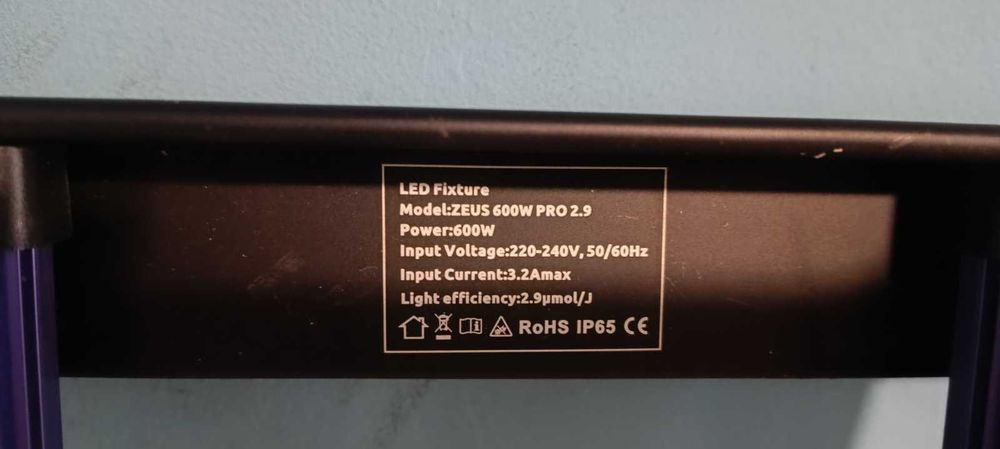 LED Fixture
Model:ZEUS 600W PRO 2.9
Power:600W
Input Voltage:220-240V, 50/60Hz
Input Current:3.2Amax
Light efficiency:2.9µmol/J
RoHS IP65 CE